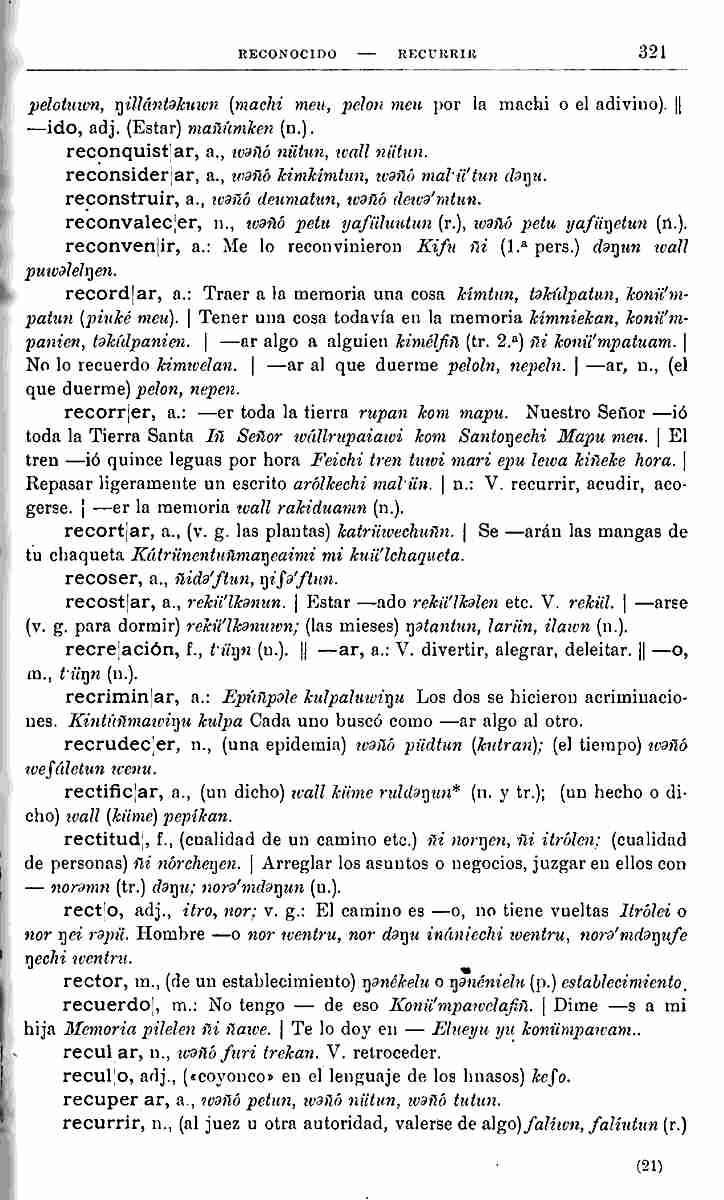 RECONOCIDO — RECURRIR 321
pelotuwn, ŋillántəkuwn (machi meu, pelon meu por la machi o el adivino). ||
—ido, adj. (Estar) mañúmken (n.).
reconquist|ar, a., wəñó nütun, wall nütun.
reconsider|ar, a., wəñó kimkímtun, wəñó mal·ü'tun dəŋu.
reconstruir, a., wəñó deumatun, wəñó dewə'mtun.
reconvalec|er, n., wəñó petu yafüluutun (r.), wəñó petu yafüŋetun (n.).
reconven|ir, a.: Me lo reconvinieron Kifu ñi (1.ª pers.) dəŋun wall
puwəlelŋen.
record|ar, a.: Traer a la memoria una cosa kímtun, təkúlpatun, konü'm-
patun (piuké meu). | Tener una cosa todavía en la memoria kímniekan, konü'm-
panien, təkúlpanien. | —ar algo a alguien kimélfiñ (tr. 2.ª) ñi konü'mpatuam. |
No lo recuerdo kimwelan. | —ar al que duerme peloln, nepeln. | —ar, n., (el
que duerme) pelon, nepen.
recorr|er, a.: —er toda la tierra rupan kom mapu. Nuestro Señor —ió
toda la Tierra Santa Iñ Señor wállrupaiawi kom Santoŋechi Mapu meu. | El
tren —ió quince leguas por hora Feichi tren tuwi mari epu lewa kiñeke hora. |
Repasar ligeramente un escrito arólkechi mal·ün. | n.: V. recurrir, acudir, aco-
gerse. | —er la memoria wall rakiduamn (n.).
recort|ar, a., (v. g. las plantas) katrüwechuñn. | Se —arán las mangas de
tu chaqueta Kátrünentuñmaŋeaimi mi kuü'lchaqueta.
recoser, a., ñidə'ftun, ŋifə'ftun.
recost|ar, a., rekü'lkənun. | Estar —ado rekü'lkəlen etc. V. rekül. | —arse
(v. g. para dormir) rekü'lkənuwn; (las mieses) ŋətantun, larün, ilawn (n.).
recre|ación, f., t·üŋn (n.). || —ar, a.: V. divertir, alegrar, deleitar. || —o,
m., t·üŋn (n.).
recrimin|ar, a.: Epúñpəle kulpaluwiŋu Los dos se hicieron acriminacio-
nes. Kintúñmawiŋu kulpa Cada uno buscó como —ar algo al otro.
recrudec|er, n., (una epidemia) wəñó püdtun (kutran); (el tiempo) wəñó
wefáletun wenu.
rectific|ar, a., (un dicho) wall küme ruldəŋun* (n. y tr.); (un hecho o di-
cho) wall (küme) pepíkan.
rectitud|, f., (cualidad de un camino etc.) ñi norŋen, ñi itrólen; (cualidad
de personas) ñi nórcheŋen. | Arreglar los asuntos o negocios, juzgar en ellos con
— norəmn (tr.) dəŋu; norə'mdəŋun (n.).
rect|o, adj., itro, nor; v. g.: El camino es —o, no tiene vueltas Itrólei o
nor ŋei rəpü. Hombre —o nor wentru, nor dəŋu inániechi wentru, norə'mdəŋufe
ŋechi wentru.
rector, m., (de un establecimiento) ŋənékelu o ŋənénielu (p.) establecimiento.
recuerdo|, m.: No tengo — de eso Konü'mpawelafiñ. | Dime —s a mi
hija Memoria pilelen ñi ñawe. | Te lo doy en — Elueyu yu konümpawam..
recul ar, n., wəñó furi trekan. V. retroceder.
recul|o, adj., («coyonco» en el lenguaje de los huasos) kefo.
recuper ar, a., wəñó petun, wəñó nütun, wəñó tutun.
recurrir, n., (al juez u otra autoridad, valerse de algo) falíwn, falíutun (r.)
(21)